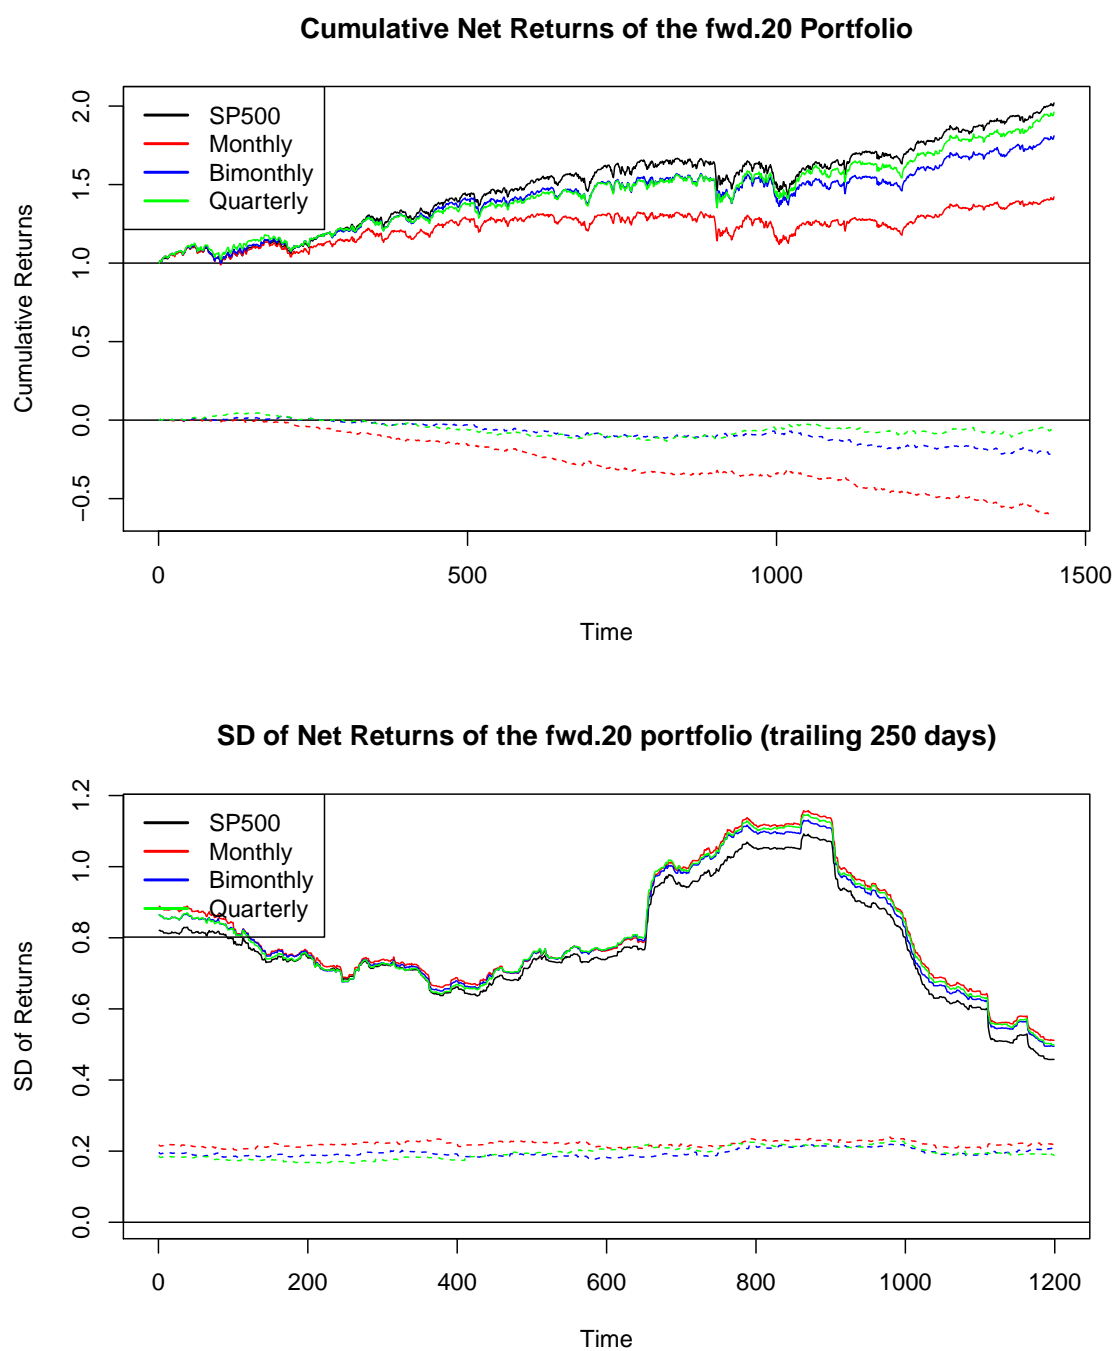 Cumulative Net Returns of the fwd.20 Portfolio
Cumulative Returns
2.0
1.5
1.0
0.5
0.0
−0.5
SP500
Monthly
Bimonthly
Quarterly
0 500 1000 1500
Time
SD of Net Returns of the fwd.20 portfolio (trailing 250 days)
SD of Returns
1.2
1.0
0.8
0.6
0.4
0.2
0.0
SP500
Monthly
Bimonthly
Quarterly
0 200 400 600 800 1000 1200
Time